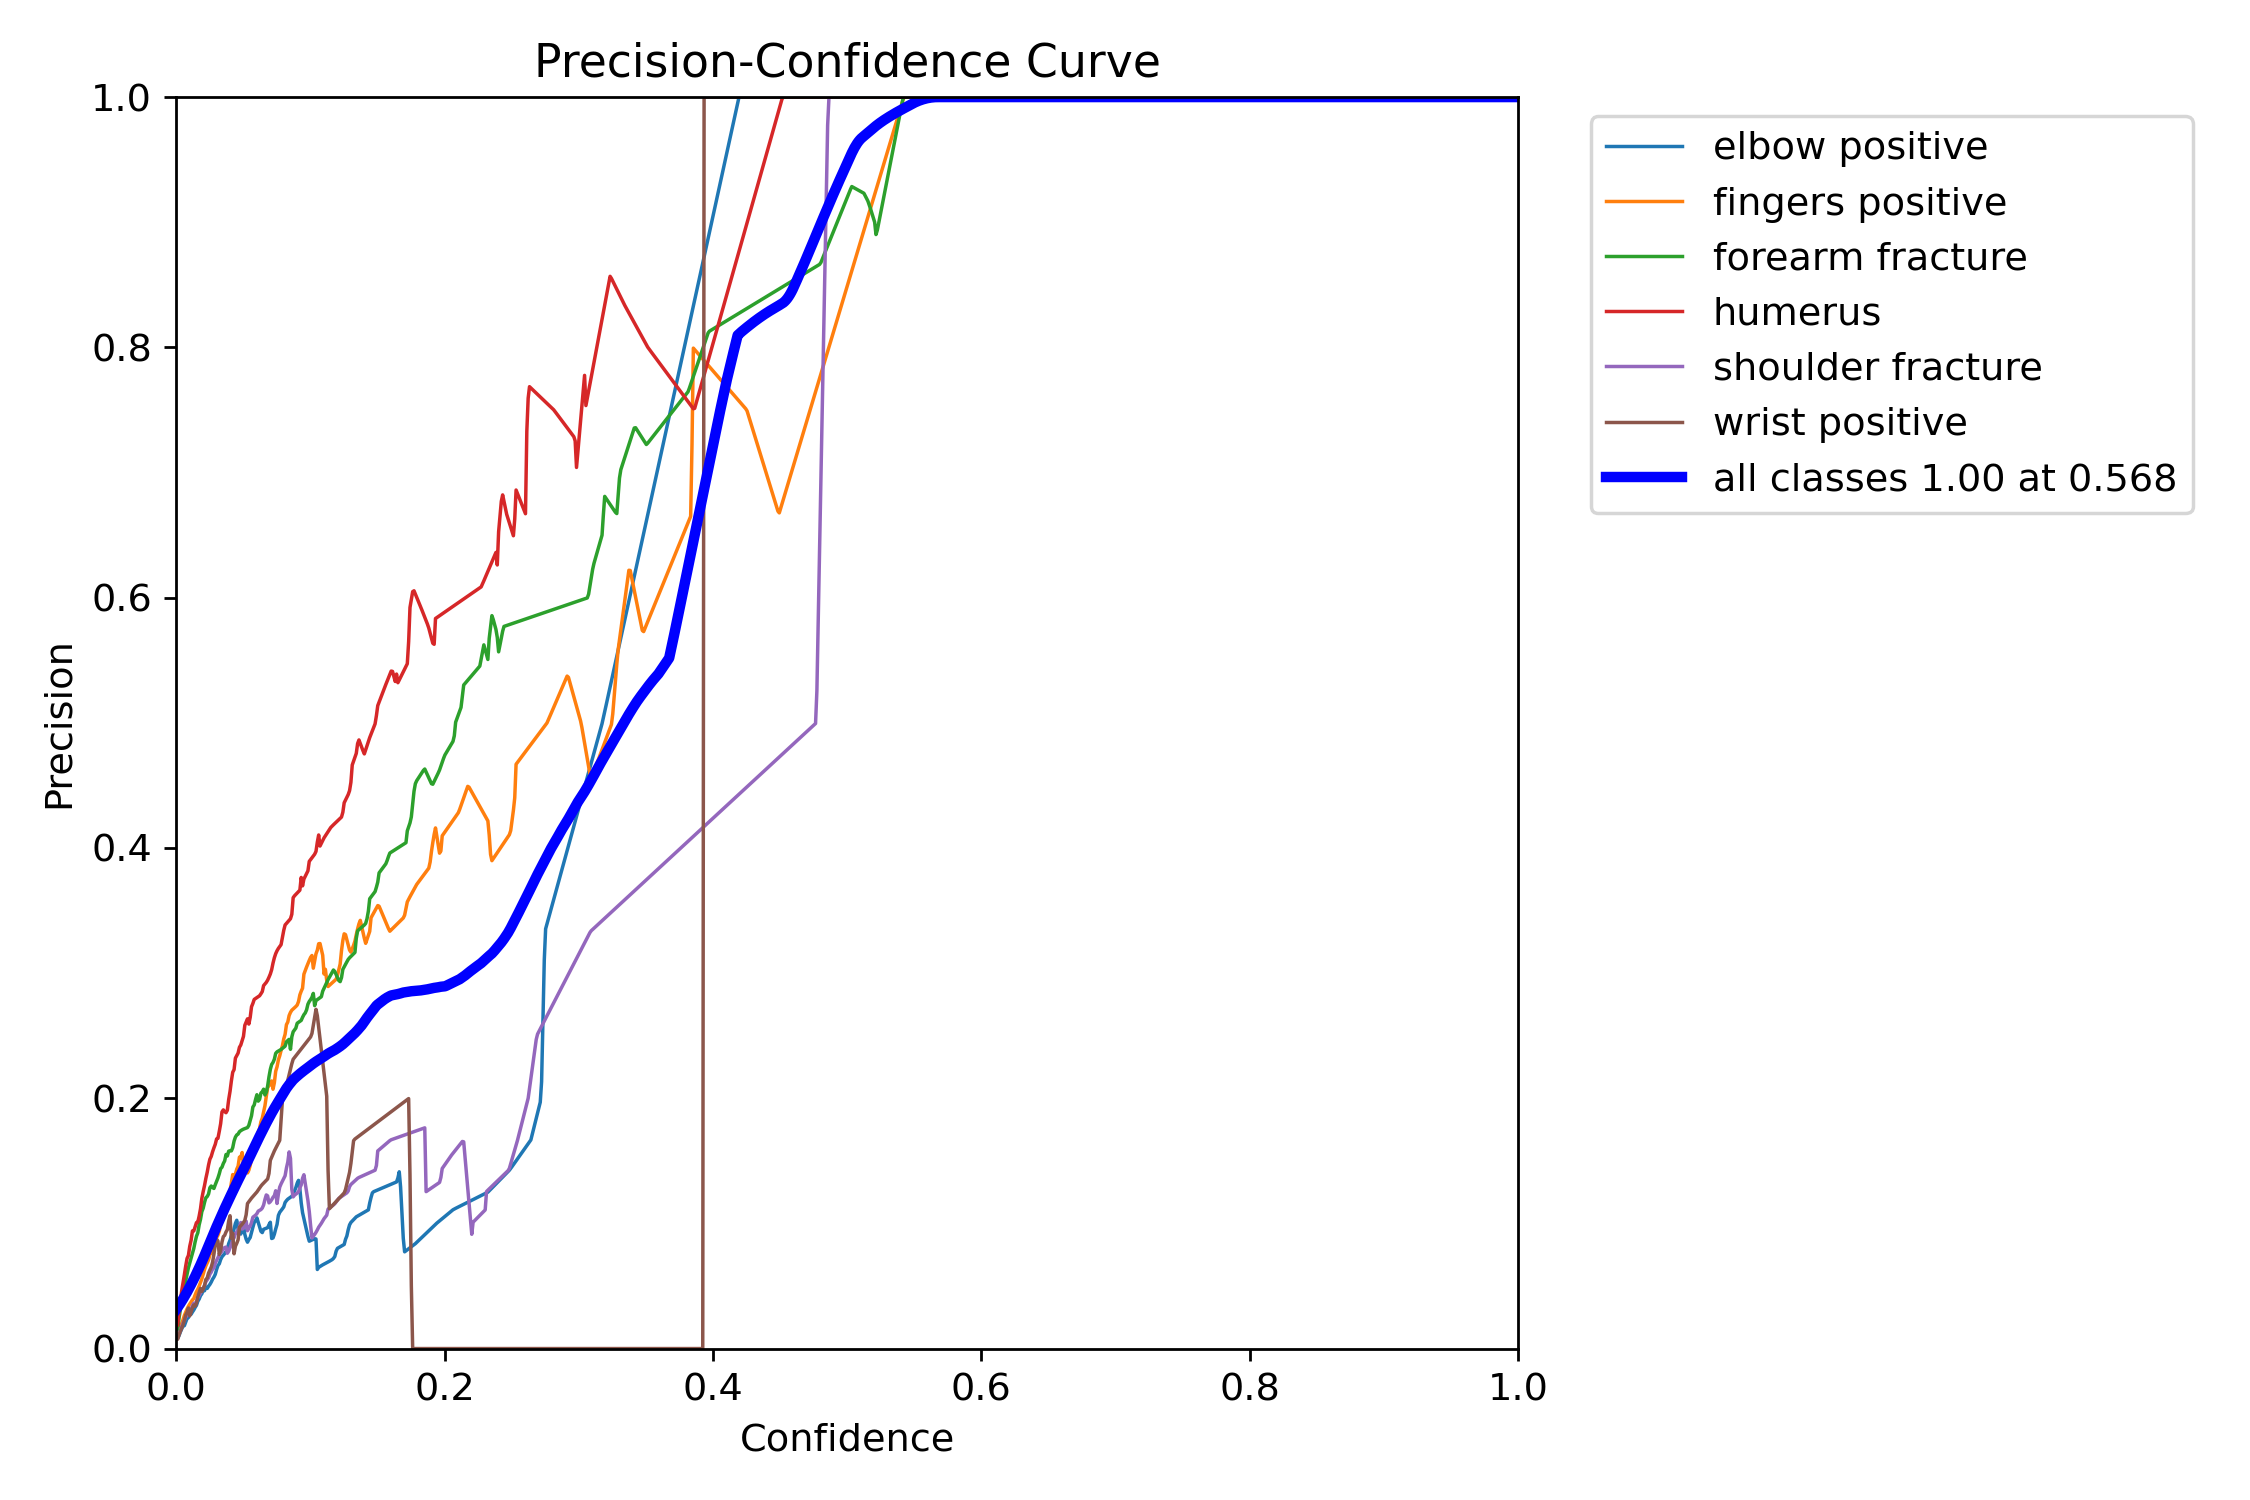 Precision-Confidence Curve
1.0
0.8
0.6
0.4
0.2
0.0
Precision
0.0 0.2 0.4 0.6 0.8 1.0
Confidence
elbow positive
fingers positive
forearm fracture
humerus
shoulder fracture
wrist positive
all classes 1.00 at 0.568